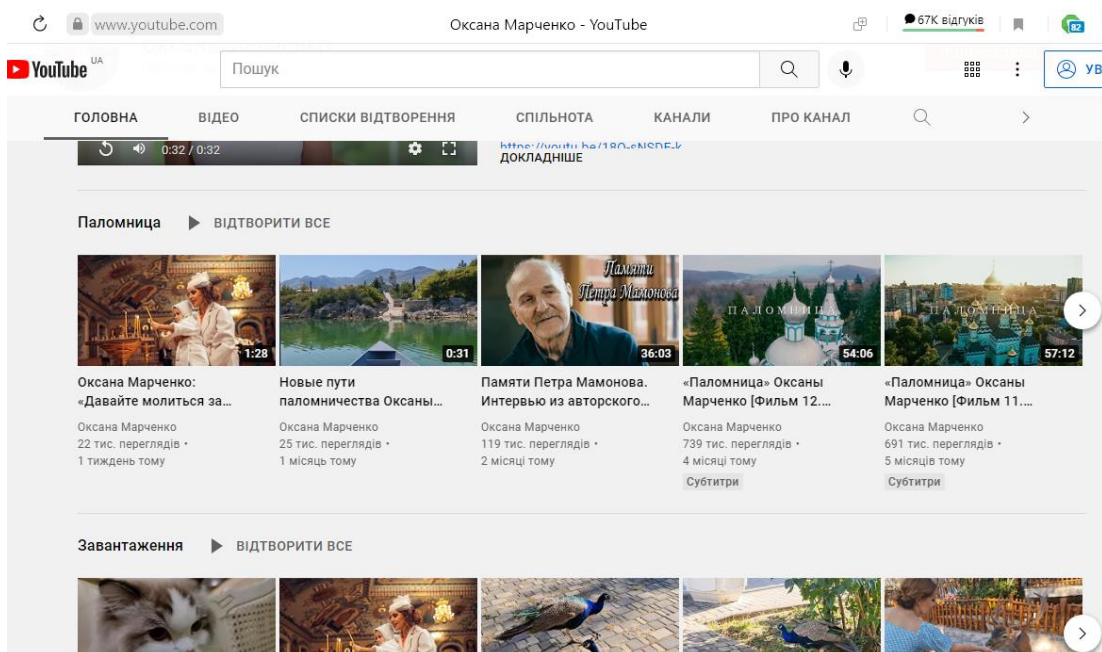 www.youtube.com
Оксана Марченко - YouTube
67K відгуків
82
YouTube UA
Пошук
УВ
ГОЛОВНА ВІДЕО СПИСКИ ВІДТВОРЕННЯ СПІЛЬНОТА КАНАЛИ ПРО КАНАЛ
0:32 / 0:32
ДОКЛАДНІШЕ
Паломница ВІДТВОРИТИ ВСЕ
Памяти
Петра Мамонова
ПАЛОМНИЦА ПАЛОМНИЦА
1:28 0:31 36:03 54:06 57:12
Оксана Марченко: Новые пути Памяти Петра Мамонова. «Паломница» Оксаны «Паломница» Оксаны
«Давайте молиться за... паломничества Оксаны... Интервью из авторского... Марченко [Фильм 12.... Марченко [Фильм 11....
Оксана Марченко Оксана Марченко Оксана Марченко Оксана Марченко Оксана Марченко
22 тис. переглядів • 25 тис. переглядів • 119 тис. переглядів • 739 тис. переглядів • 691 тис. переглядів •
1 тиждень тому 1 місяць тому 2 місяці тому 4 місяці тому 5 місяців тому
Субтитри Субтитри
Завантаження ВІДТВОРИТИ ВСЕ